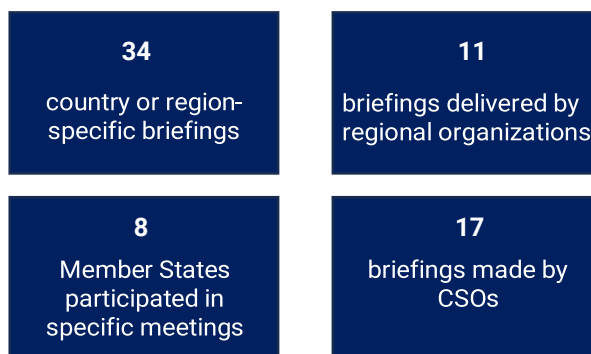 34
country or region-
specific briefings
11
briefings delivered by
regional organizations
8
Member States
participated in
specific meetings
17
briefings made by
CSOs